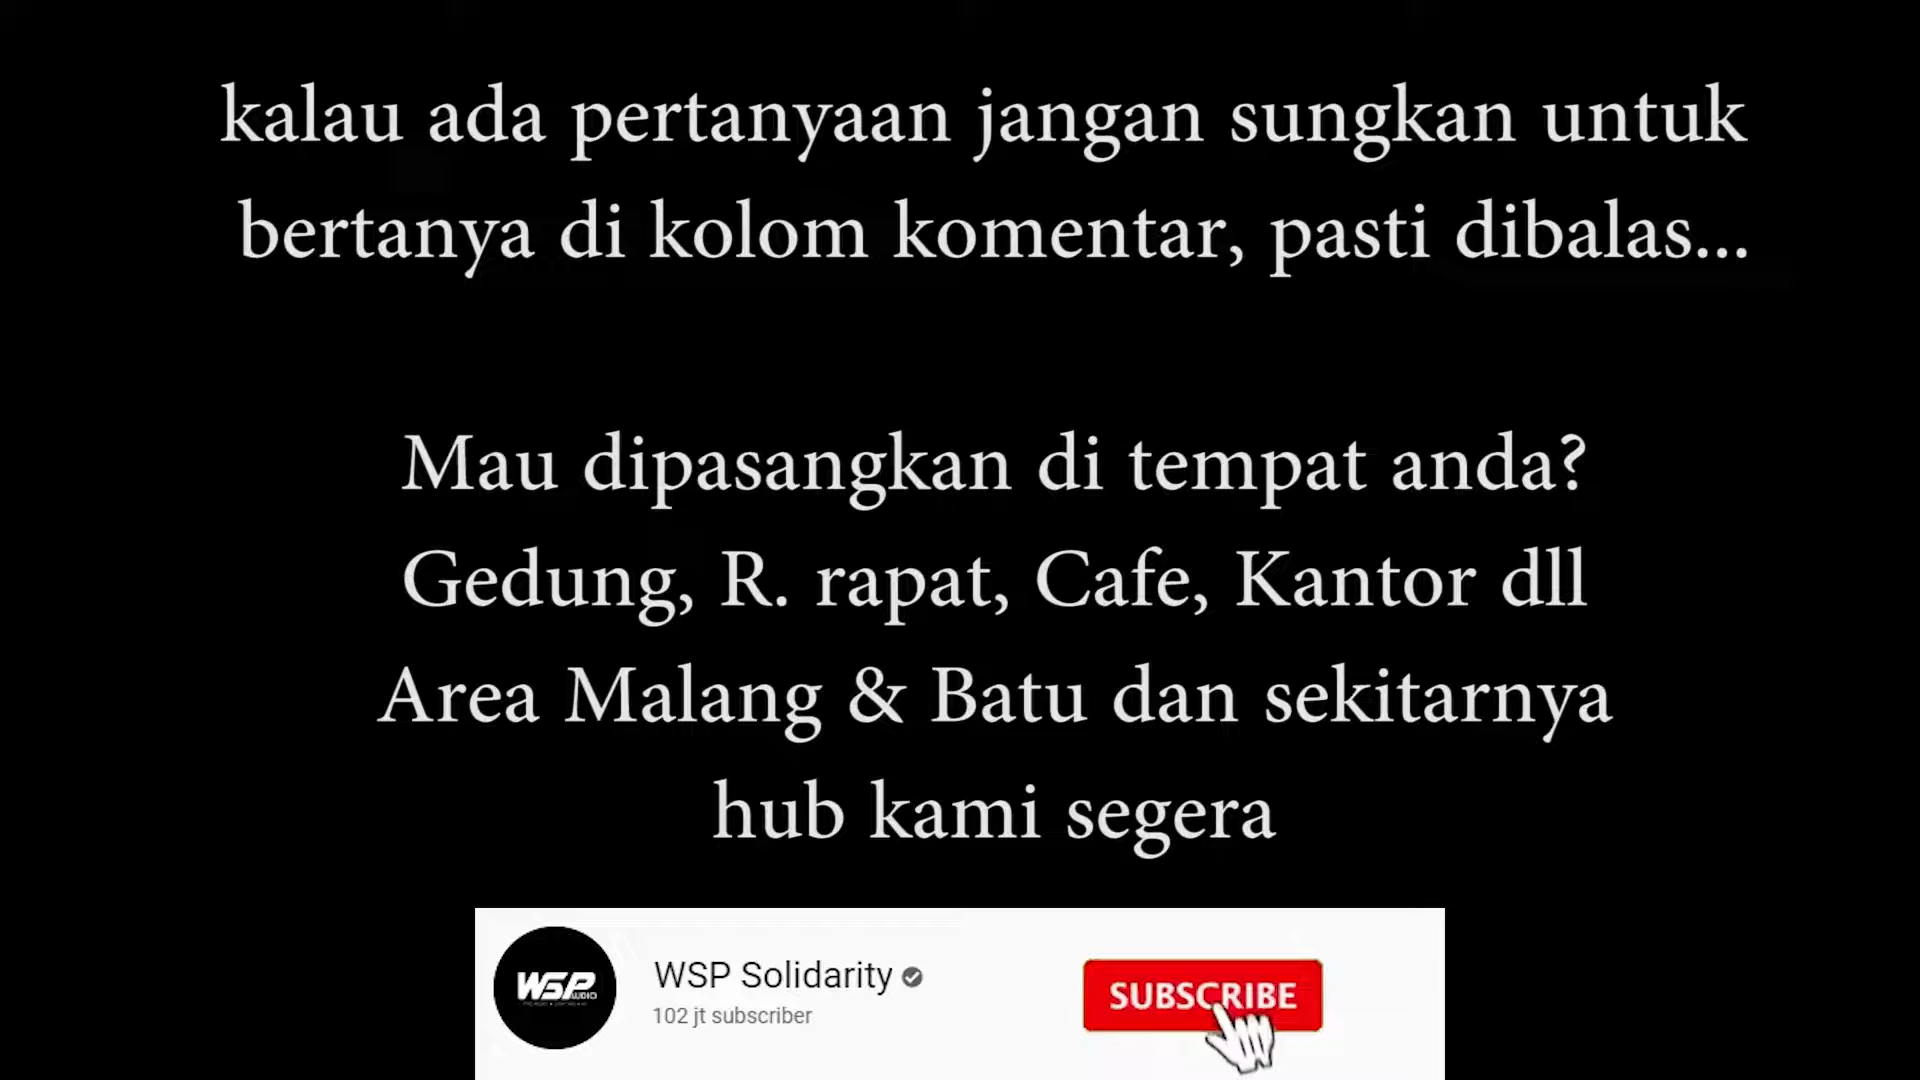 kalau ada pertanyaan jangan sungkan untuk
bertanya di kolom komentar, pasti dibalas...
Mau dipasangkan di tempat anda?
Gedung, R. rapat, Cafe, Kantor dll
Area Malang & Batu dan sekitarnya
hub kami segera
WSP AUDIO
WSP Solidarity
102 jt subscriber
SUBSCRIBE